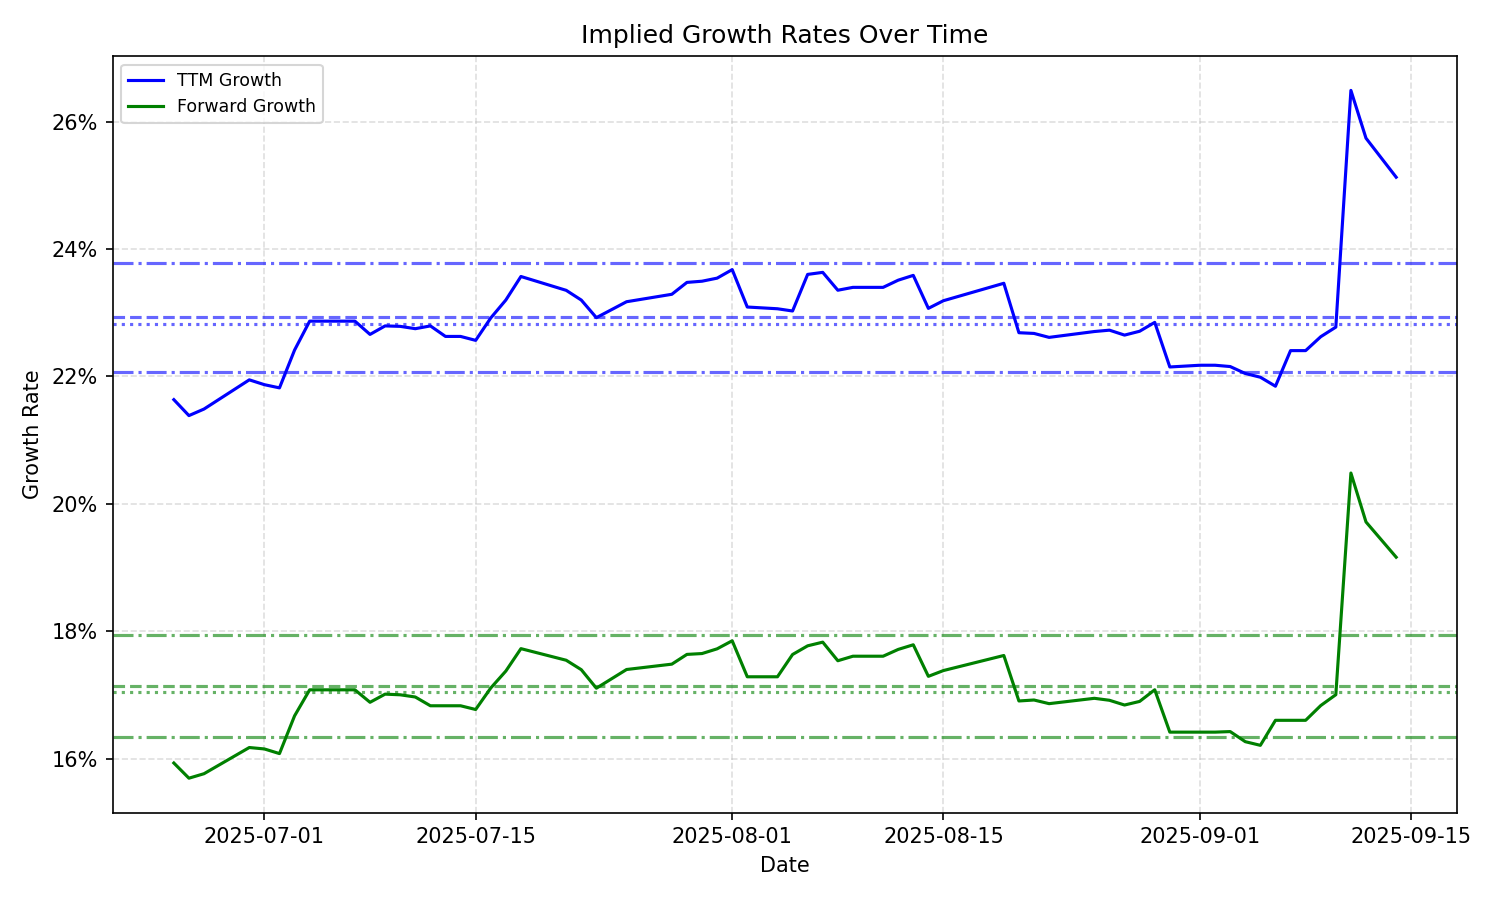 Implied Growth Rates Over Time
TTM Growth
Forward Growth
26%
24%
22%
20%
18%
16%
Growth Rate
2025-07-01
2025-07-15
2025-08-01
2025-08-15
2025-09-01
2025-09-15
Date